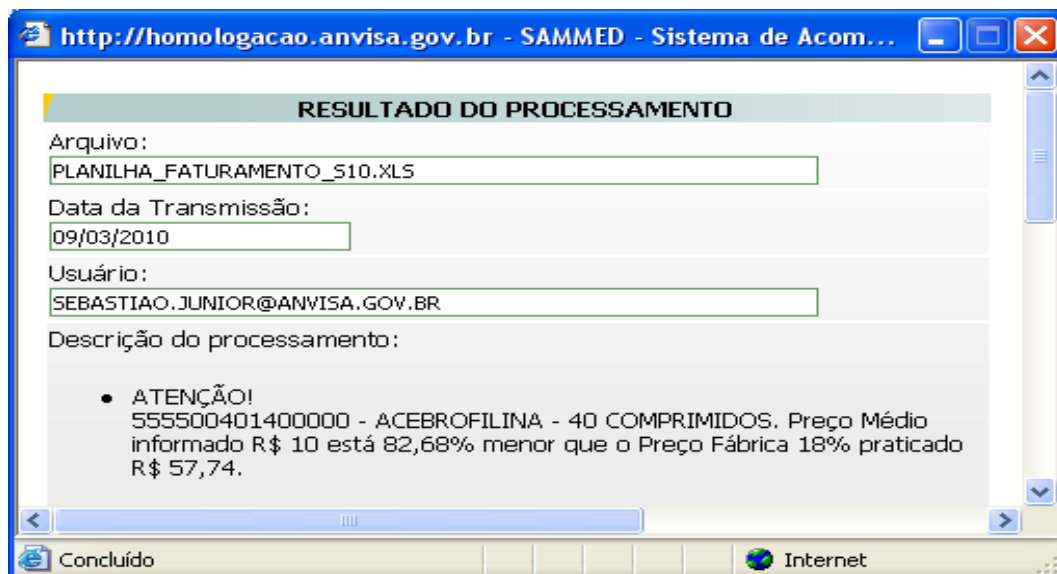 http://homologacao.anvisa.gov.br - SAMMED - Sistema de Acom...
RESULTADO DO PROCESSAMENTO
Arquivo:
PLANILHA_FATURAMENTO_S10.XLS
Data da Transmissão:
09/03/2010
Usuário:
SEBASTIAO.JUNIOR@ANVISA.GOV.BR
Descrição do processamento:
• ATENÇÃO!
555500401400000 - ACEBROFILINA - 40 COMPRIMIDOS. Preço Médio
informado R$ 10 está 82,68% menor que o Preço Fábrica 18% praticado
R$ 57,74.
Concluído
Internet